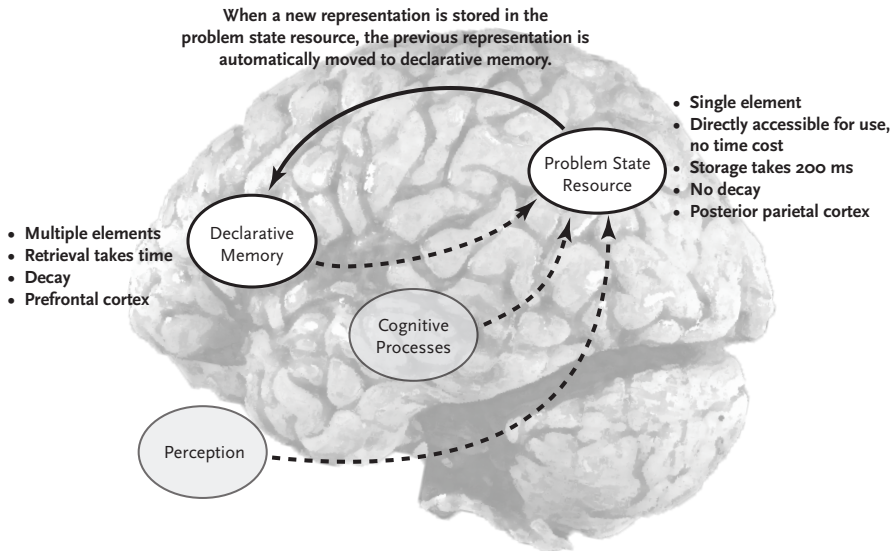 When a new representation is stored in the
problem state resource, the previous representation is
automatically moved to declarative memory.
• Single element
• Directly accessible for use,
no time cost
• Storage takes 200 ms
• No decay
• Posterior parietal cortex
Problem State
Resource
Declarative
Memory
• Multiple elements
• Retrieval takes time
• Decay
• Prefrontal cortex
Cognitive
Processes
Perception